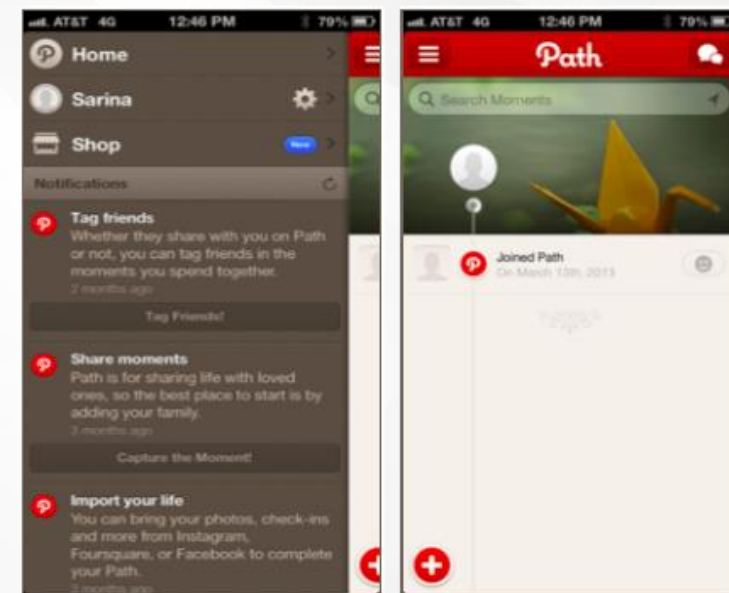 AT&T 4G 12:46 PM 79%
Home
Sarina
Shop New
Notifications
Tag friends
Whether they share with you on Path
or not, you can tag friends in the
moments you spend together.
2 months ago
Tag Friends!
Share moments
Path is for sharing life with loved
ones, so the best place to start is by
adding your family.
3 months ago
Capture the Moment!
Import your life
You can bring your photos, check-ins
and more from Instagram,
Foursquare, or Facebook to complete
your Path.
3 months ago
AT&T 4G 12:46 PM 79%
Path
Search Moments
Joined Path
On March 13th, 2013